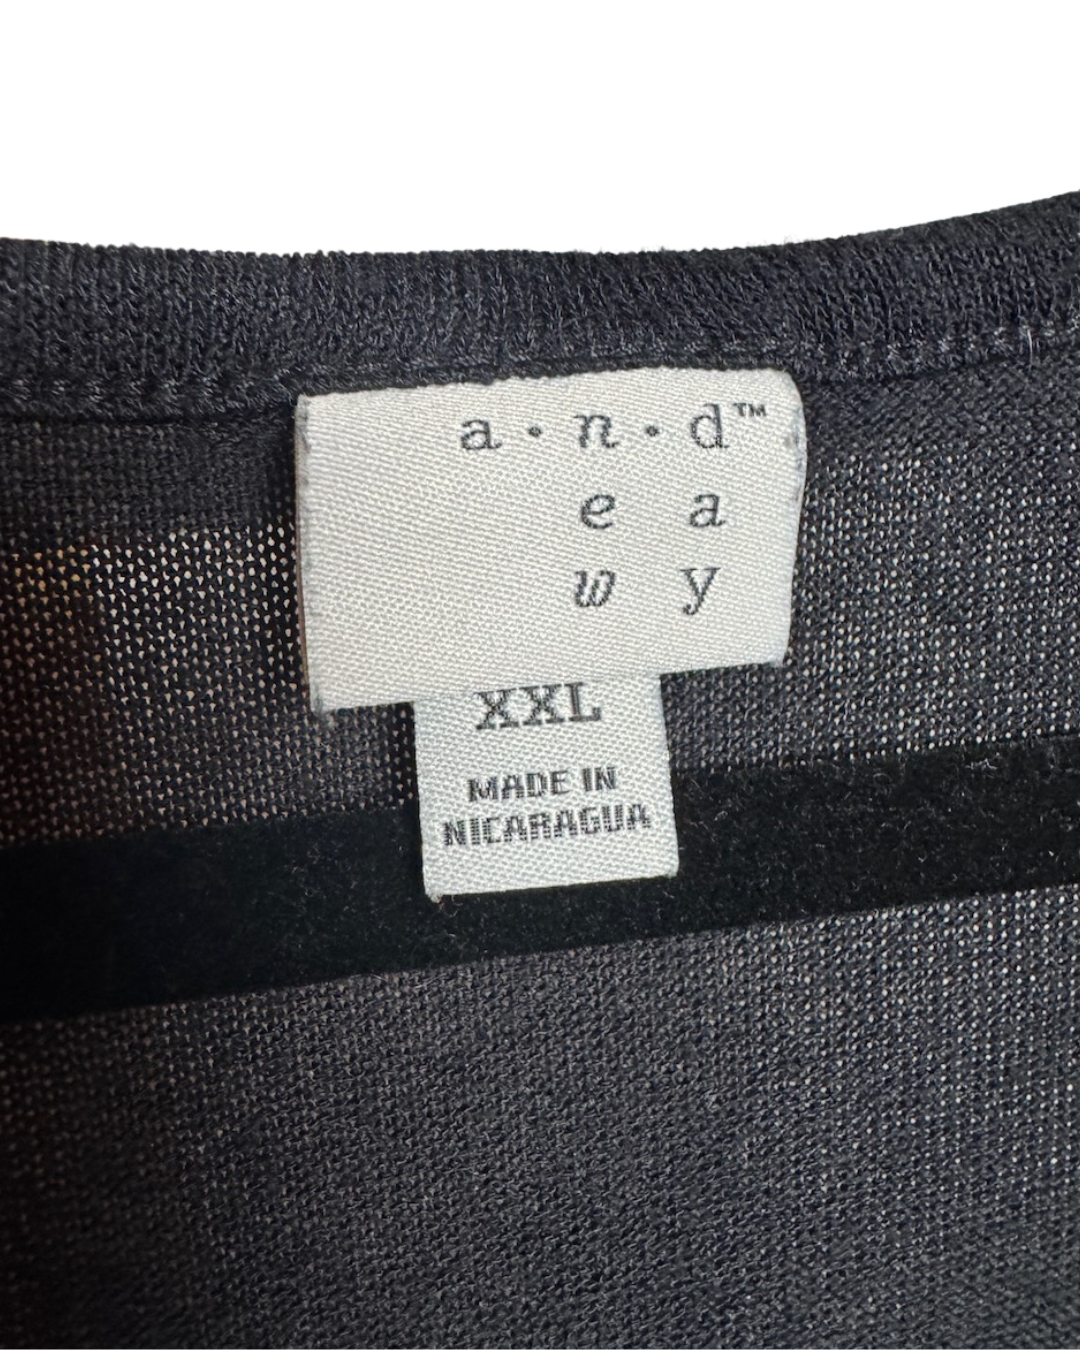 a • n • d™
e a
w y
XXL
MADE IN
NICARAGUA